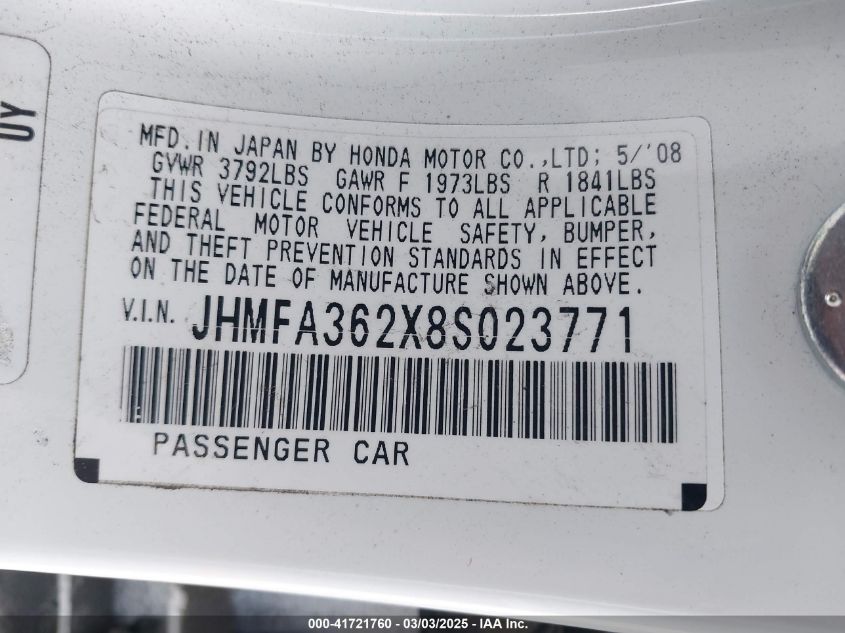 UY
MFD.IN JAPAN BY HONDA MOTOR CO.,LTD; 5/'08
GVWR 3792LBS GAWR F 1973LBS R 1841LBS
THIS VEHICLE CONFORMS TO ALL APPLICABLE
FEDERAL MOTOR VEHICLE SAFETY, BUMPER,
AND THEFT PREVENTION STANDARDS IN EFFECT
ON THE DATE OF MANUFACTURE SHOWN ABOVE.
V.I.N. JHMFA362X8S023771
PASSENGER CAR
000-41721760 - 03/03/2025 - IAA Inc.